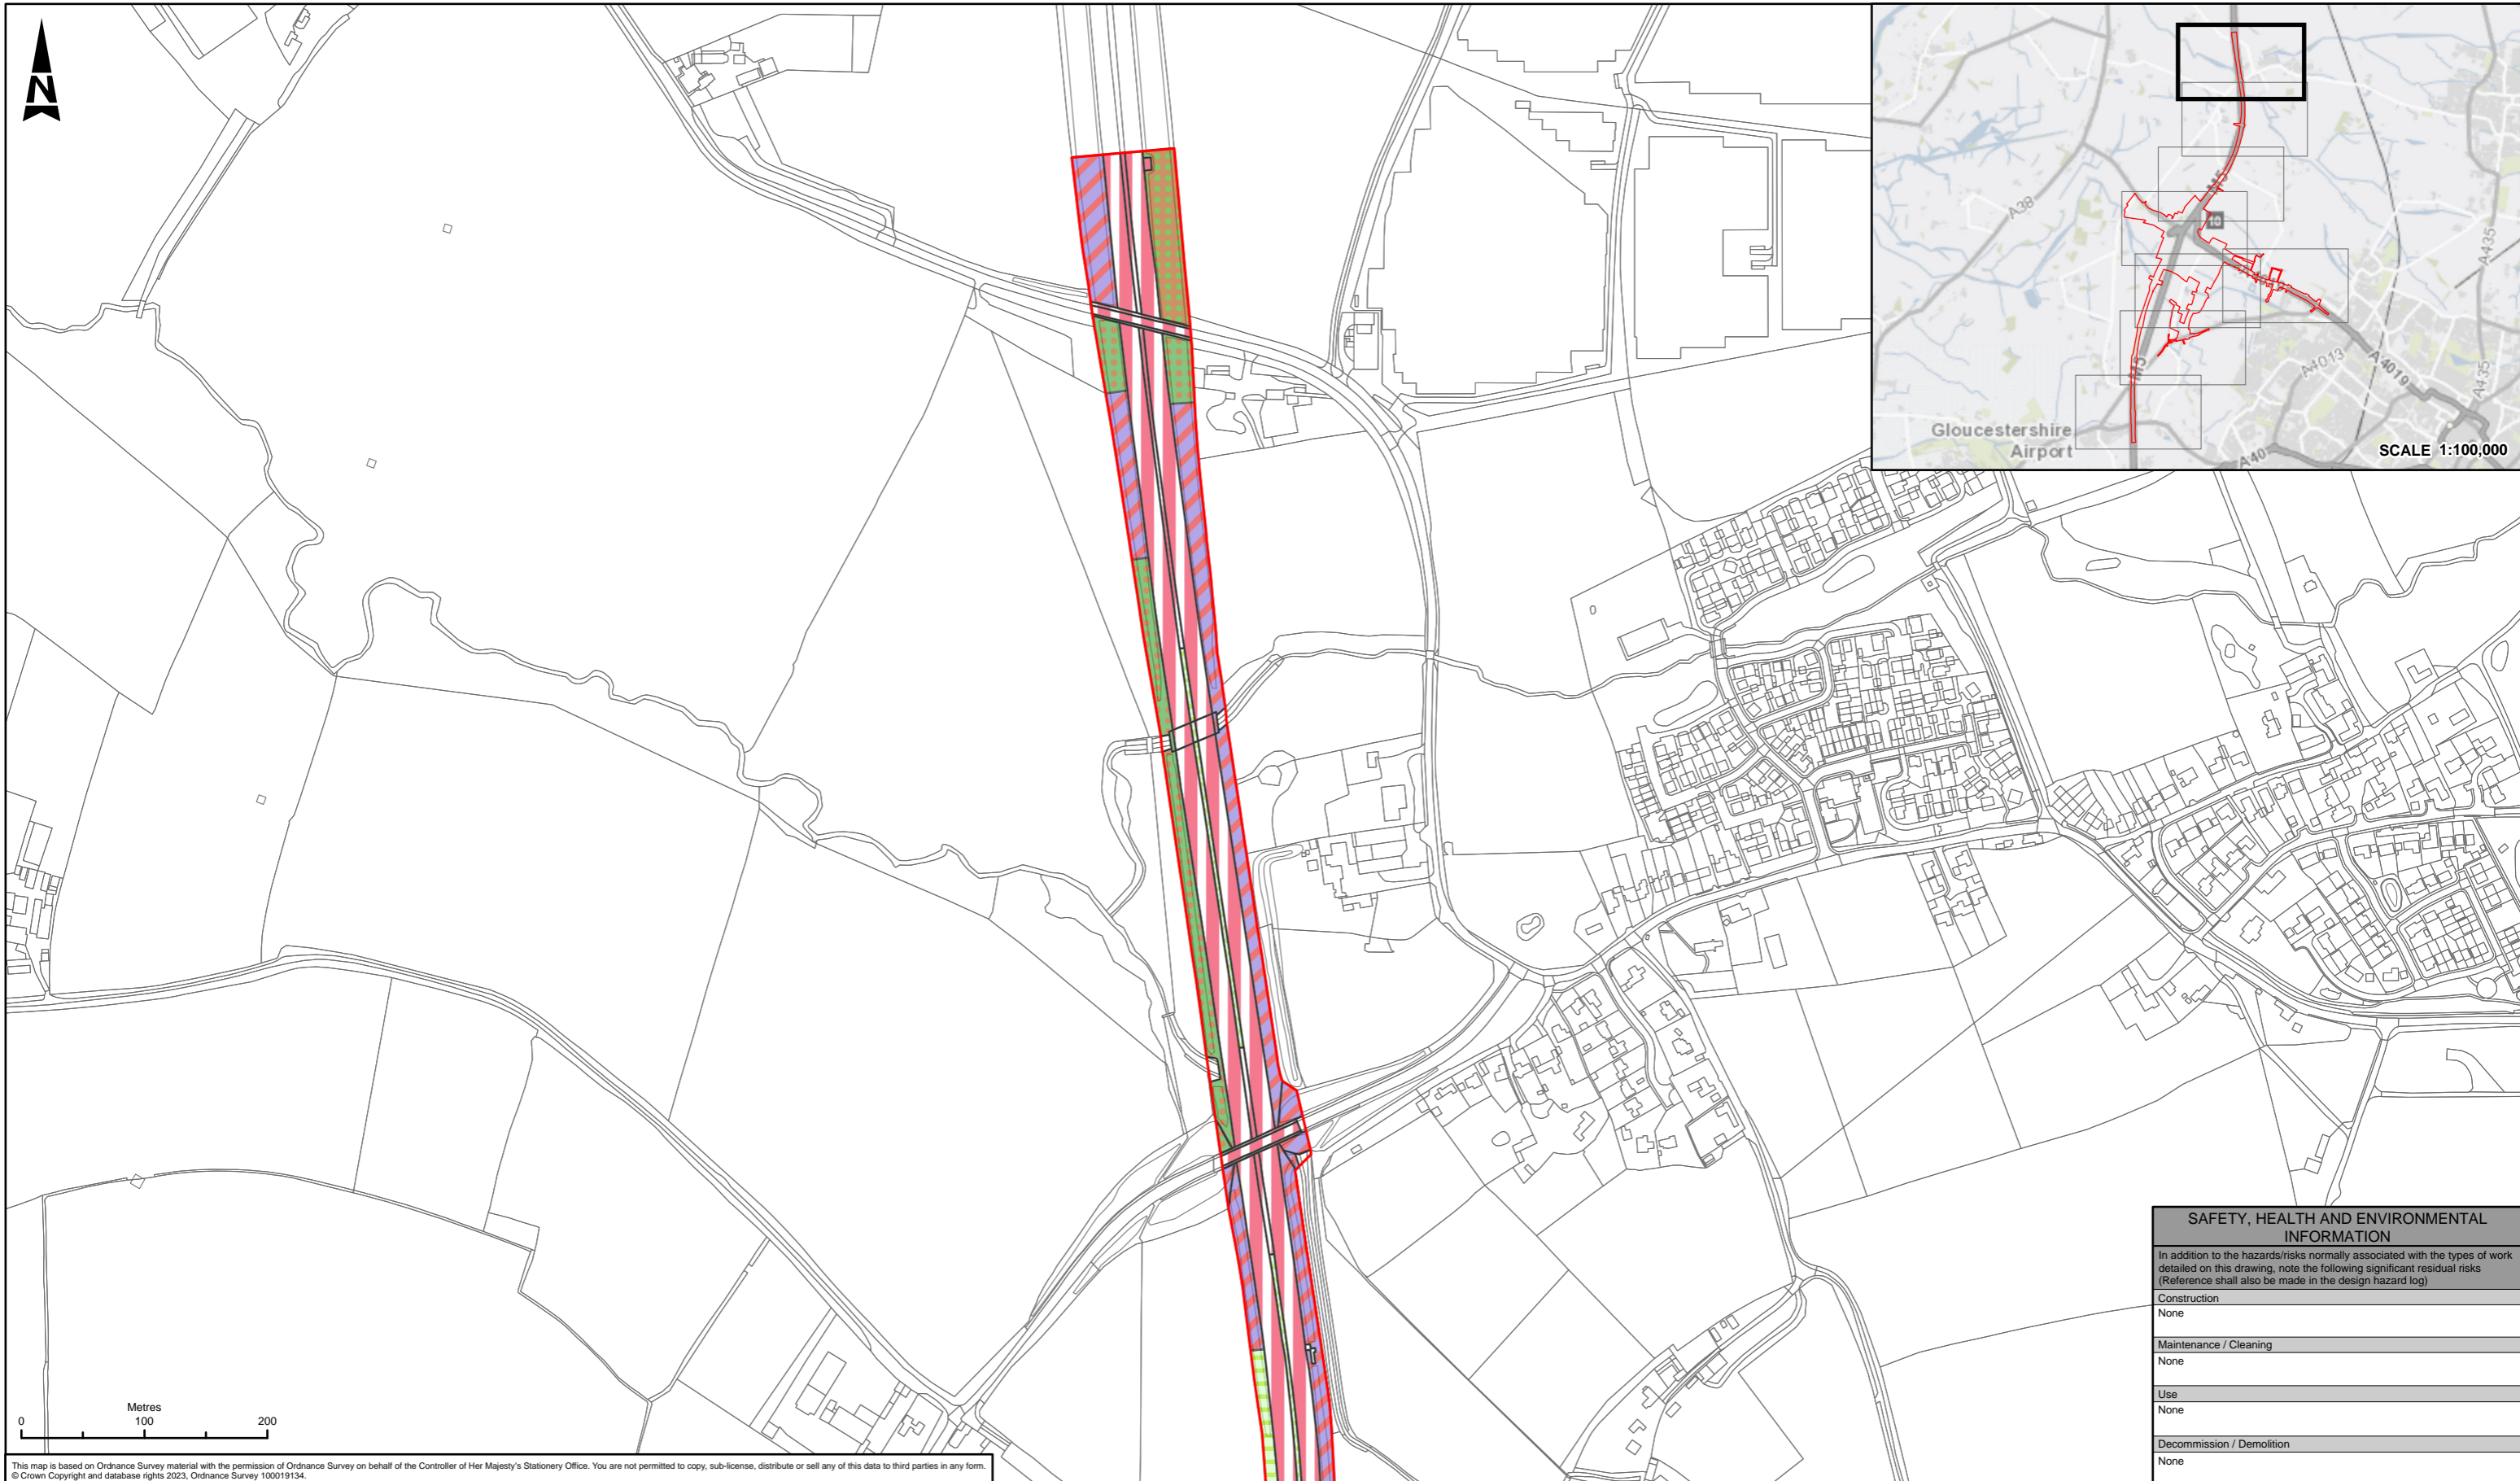 N
M5
A38
10
A435
A435
A4013
A4019
A435
M5
Gloucestershire
Airport
A40
SCALE 1:100,000
SAFETY, HEALTH AND ENVIRONMENTAL
INFORMATION
In addition to the hazards/risks normally associated with the types of work
detailed on this drawing, note the following significant residual risks
(Reference shall also be made in the design hazard log)
Construction
None
Maintenance / Cleaning
None
Use
None
Decommission / Demolition
None
Metres
0 100 200
This map is based on Ordnance Survey material with the permission of Ordnance Survey on behalf of the Controller of Her Majesty's Stationery Office. You are not permitted to copy, sub-license, distribute or sell any of this data to third parties in any form.
© Crown Copyright and database rights 2023, Ordnance Survey 100019134.